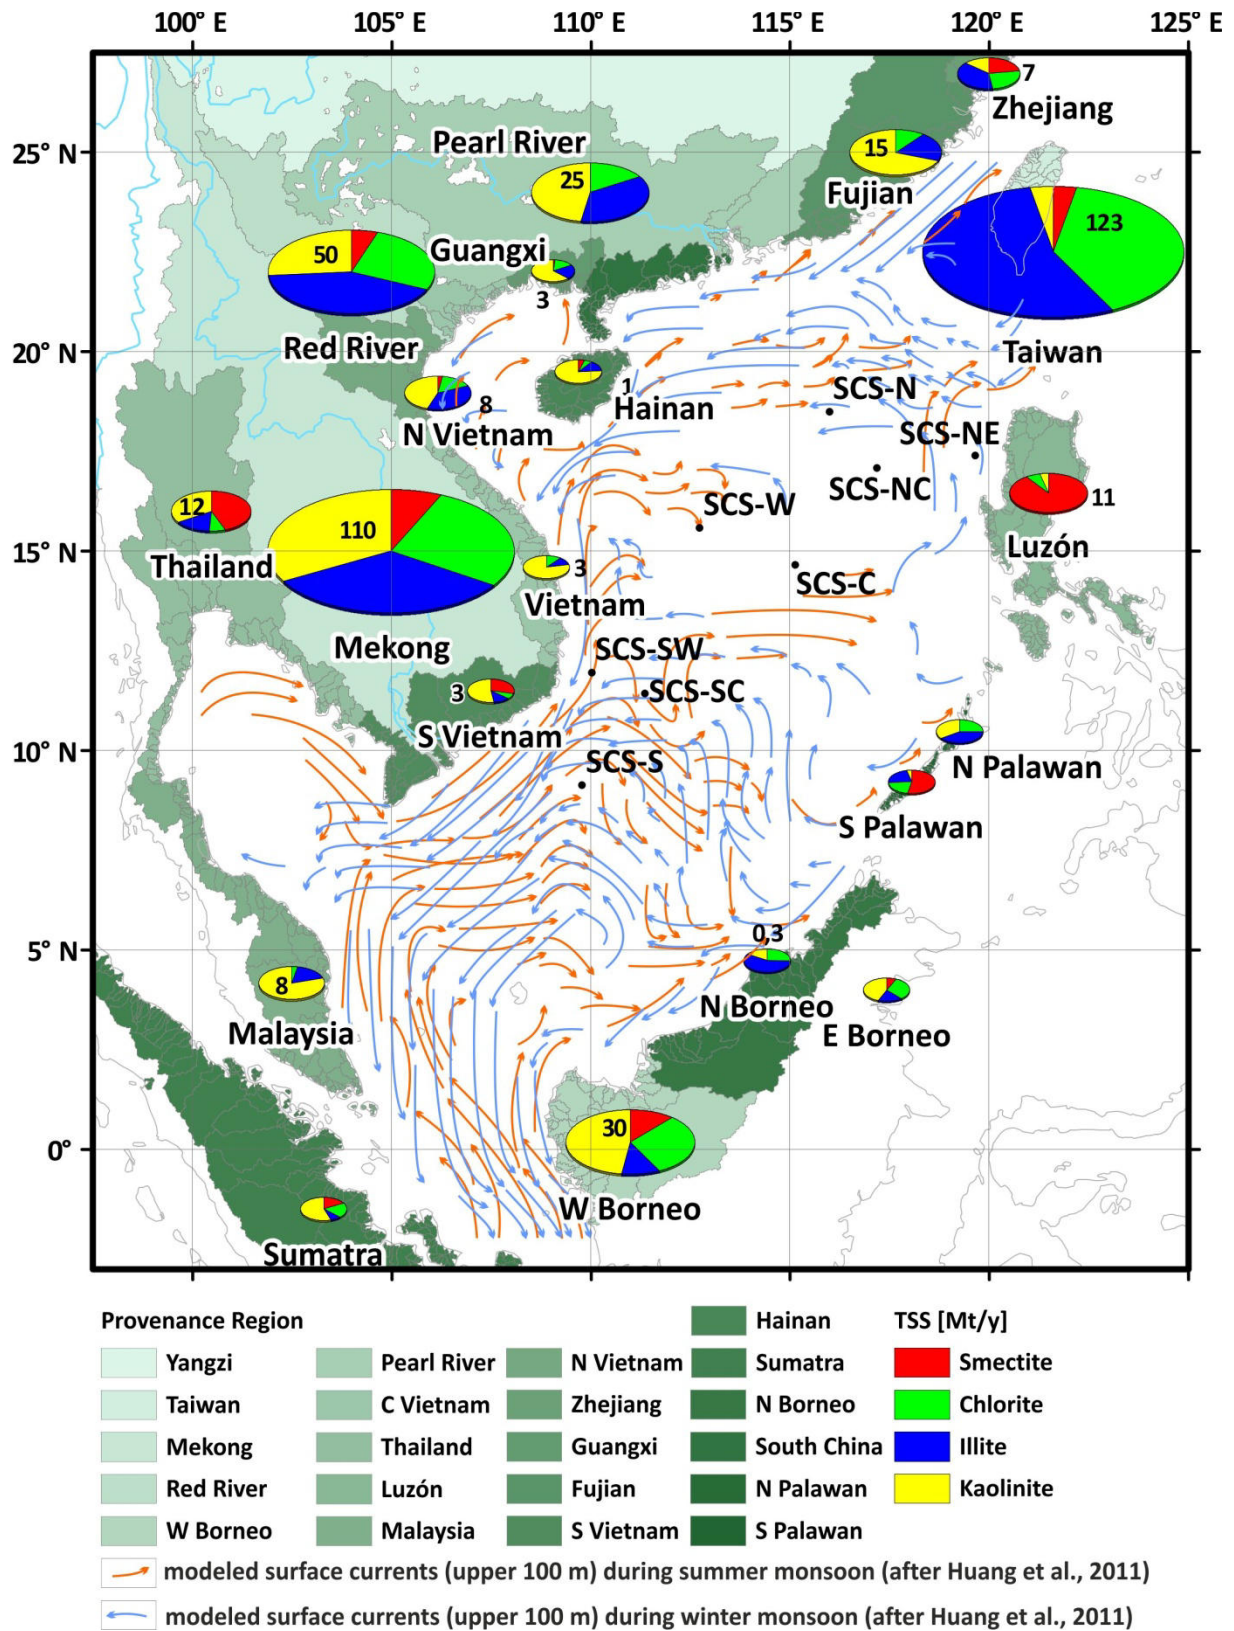 100° E 105° E 110° E 115° E 120° E 125° E
7
Zhejiang
25° N
Pearl River
15
Fujian
25
123
50
Guangxi
3
Red River
20° N
Taiwan
1
Hainan
SCS-N
8
N Vietnam
SCS-NE
SCS-NC
SCS-W
12
11
110
15° N
Luzón
Thailand
3
Vietnam
SCS-C
Mekong
SCS-SW
3
SCS-SC
S Vietnam
10° N
SCS-S
N Palawan
S Palawan
0,3
5° N
8
N Borneo
Malaysia
E Borneo
30
0°
W Borneo
Sumatra
Provenance Region
Yangzi
Taiwan
Mekong
Red River
W Borneo
Pearl River
C Vietnam
Thailand
Luzón
Malaysia
N Vietnam
Zhejiang
Guangxi
Fujian
S Vietnam
Hainan
Sumatra
N Borneo
South China
N Palawan
S Palawan
TSS [Mt/y]
Smectite
Chlorite
Illite
Kaolinite
modeled surface currents (upper 100 m) during summer monsoon (after Huang et al., 2011)
modeled surface currents (upper 100 m) during winter monsoon (after Huang et al., 2011)